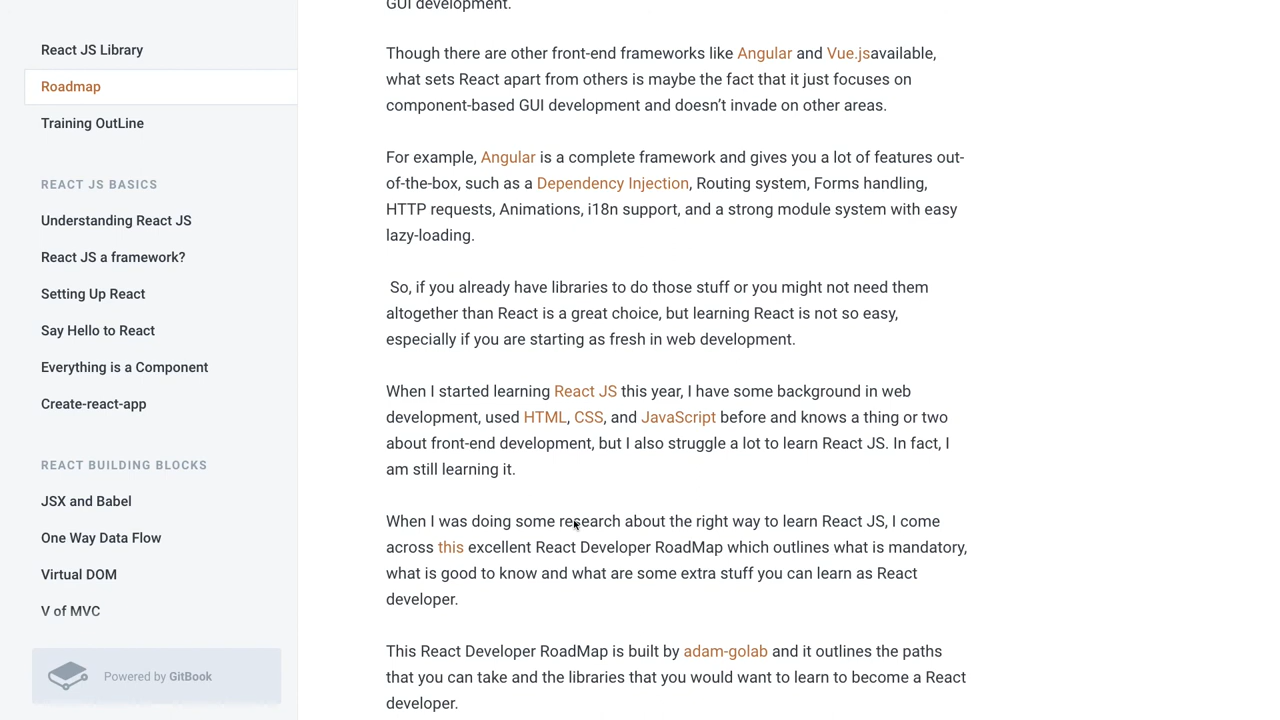 React JS Library
Roadmap
Training OutLine
REACT JS BASICS
Understanding React JS
React JS a framework?
Setting Up React
Say Hello to React
Everything is a Component
Create-react-app
REACT BUILDING BLOCKS
JSX and Babel
One Way Data Flow
Virtual DOM
V of MVC
Powered by GitBook
GUI development.
Though there are other front-end frameworks like Angular and Vue.jsavailable,
what sets React apart from others is maybe the fact that it just focuses on
component-based GUI development and doesn’t invade on other areas.
For example, Angular is a complete framework and gives you a lot of features out-
of-the-box, such as a Dependency Injection, Routing system, Forms handling,
HTTP requests, Animations, i18n support, and a strong module system with easy
lazy-loading.
So, if you already have libraries to do those stuff or you might not need them
altogether than React is a great choice, but learning React is not so easy,
especially if you are starting as fresh in web development.
When I started learning React JS this year, I have some background in web
development, used HTML, CSS, and JavaScript before and knows a thing or two
about front-end development, but I also struggle a lot to learn React JS. In fact, I
am still learning it.
When I was doing some research about the right way to learn React JS, I come
across this excellent React Developer RoadMap which outlines what is mandatory,
what is good to know and what are some extra stuff you can learn as React
developer.
This React Developer RoadMap is built by adam-golab and it outlines the paths
that you can take and the libraries that you would want to learn to become a React
developer.